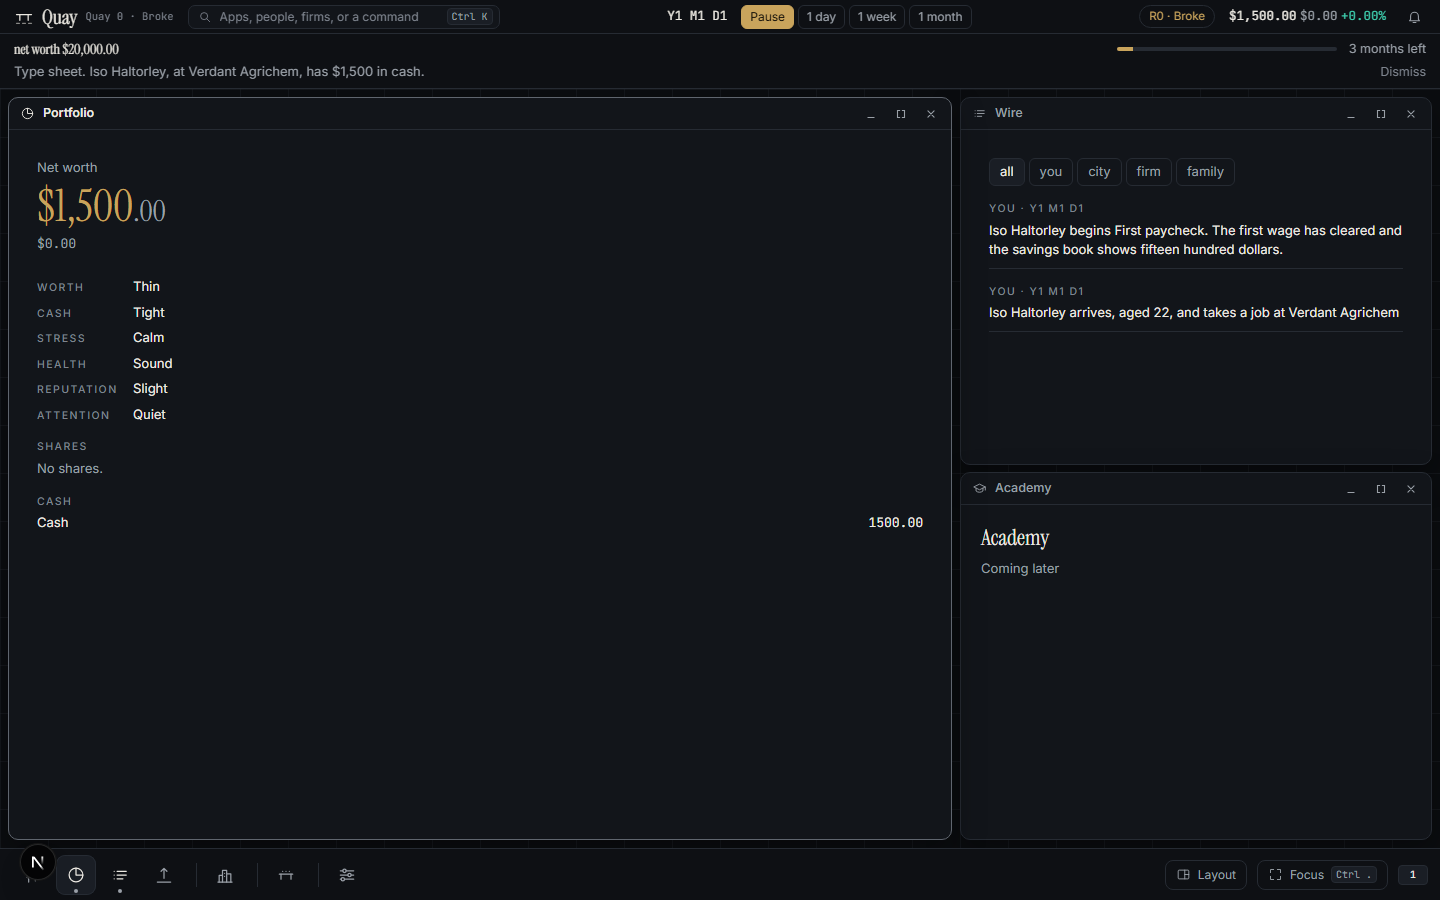 Quay Quay 0 · Broke Apps, people, firms, or a command Ctrl K Y1 M1 D1 Pause 1 day 1 week 1 month R0 · Broke $1,500.00 $0.00 +0.00%
net worth $20,000.00 3 months left
Type sheet. Iso Haltorley, at Verdant Agrichem, has $1,500 in cash. Dismiss
Portfolio
Net worth
$1,500.00
$0.00
WORTH Thin
CASH Tight
STRESS Calm
HEALTH Sound
REPUTATION Slight
ATTENTION Quiet
SHARES
No shares.
CASH
Cash 1500.00
Wire
all you city firm family
YOU · Y1 M1 D1
Iso Haltorley begins First paycheck. The first wage has cleared and
the savings book shows fifteen hundred dollars.
YOU · Y1 M1 D1
Iso Haltorley arrives, aged 22, and takes a job at Verdant Agrichem
Academy
Academy
Coming later
N Layout Focus Ctrl . 1